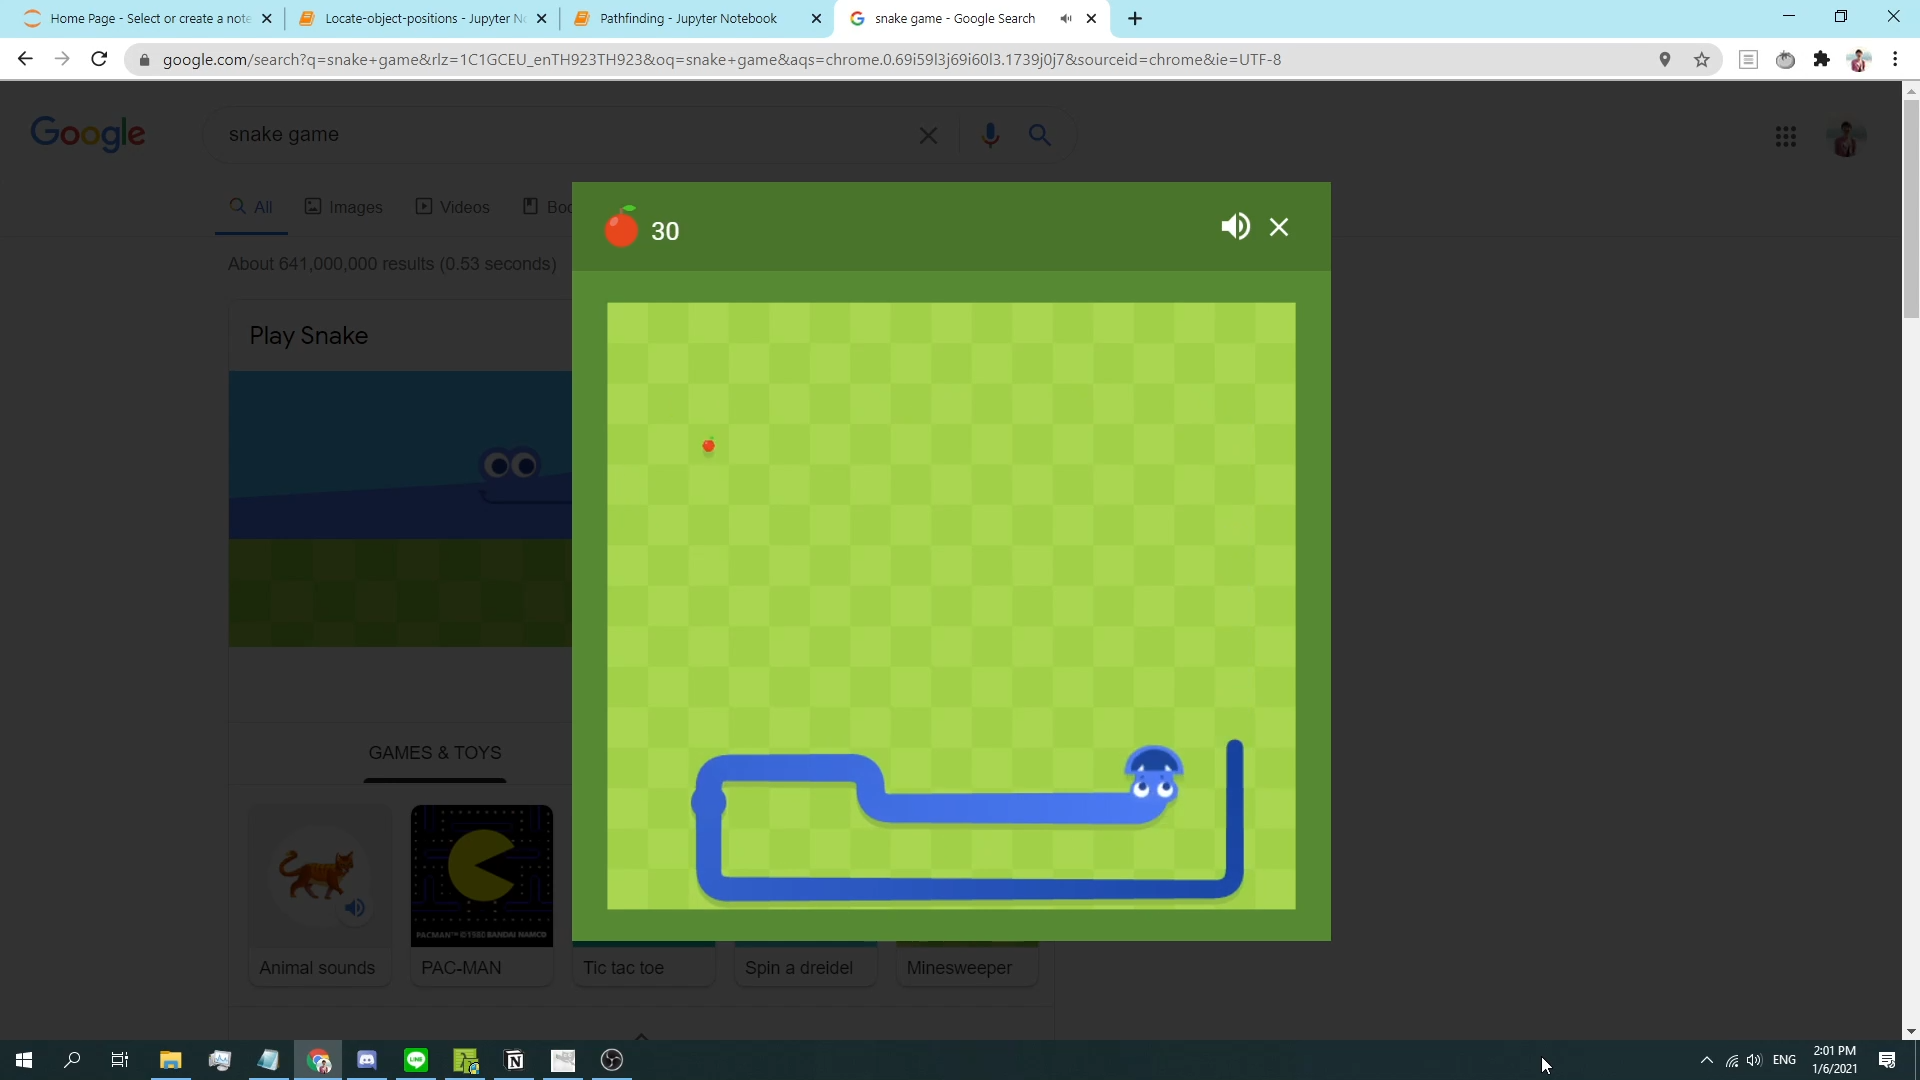 Home Page - Select or create a note
Locate-object-positions - Jupyter N
Pathfinding - Jupyter Notebook
snake game - Google Search
google.com/search?q=snake+game&rlz=1C1GCEU_enTH923TH923&oq=snake+game&aqs=chrome.0.69i59l3j69i60l3.1739j0j7&sourceid=chrome&ie=UTF-8
Google
snake game
All
Images
Videos
Boo
30
About 641,000,000 results (0.53 seconds)
Play Snake
GAMES & TOYS
PACMAN™ ©1980 BANDAI NAMCO
Animal sounds
PAC-MAN
Tic tac toe
Spin a dreidel
Minesweeper
ENG
2:01 PM
1/6/2021